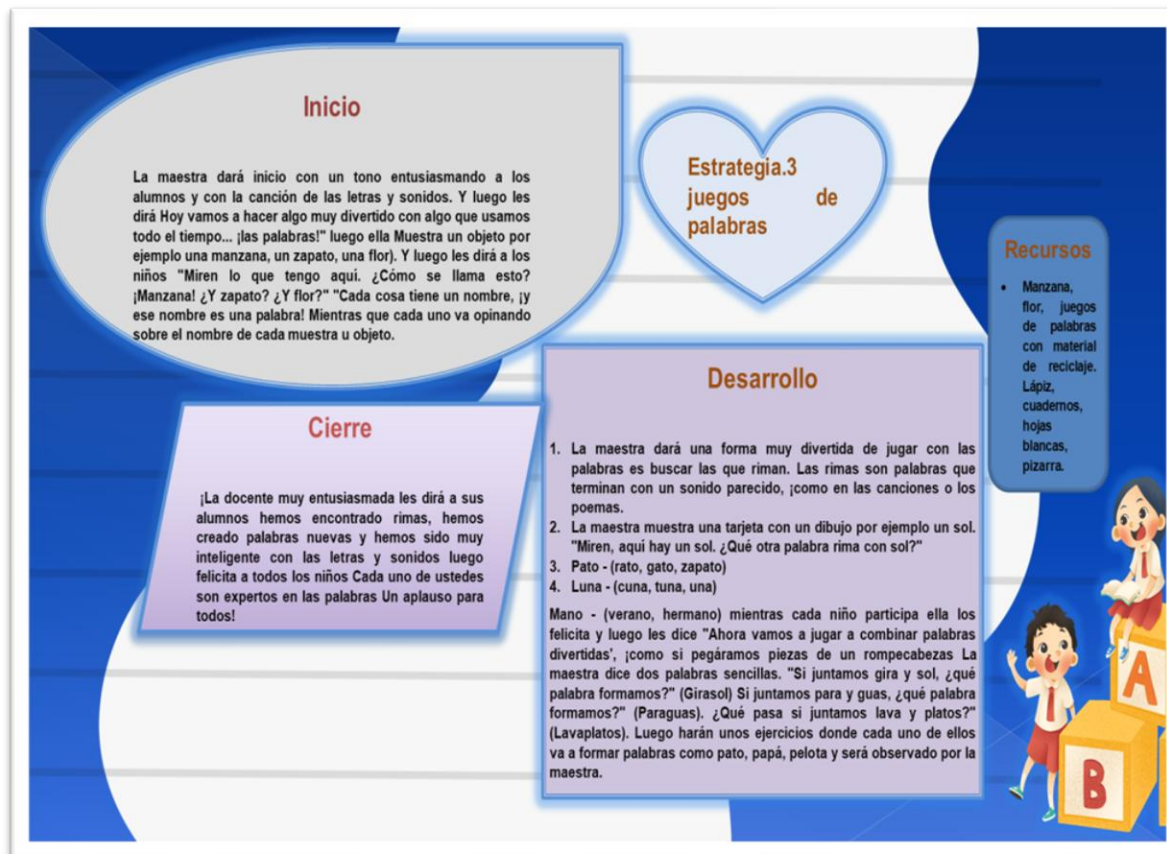 Inicio
La maestra dará inicio con un tono entusiasmando a los
alumnos y con la canción de las letras y sonidos. Y luego les
dirá Hoy vamos a hacer algo muy divertido con algo que usamos
todo el tiempo... ¡las palabras!" luego ella Muestra un objeto por
ejemplo una manzana, un zapato, una flor). Y luego les dirá a los
niños "Miren lo que tengo aquí. ¿Cómo se llama esto?
¡Manzana! ¿Y zapato? ¿Y flor?" "Cada cosa tiene un nombre, ¡y
ese nombre es una palabra! Mientras que cada uno va opinando
sobre el nombre de cada muestra u objeto.
Estrategia.3
juegos de
palabras
Recursos
• Manzana,
flor, juegos
de palabras
con material
de reciclaje.
Lápiz,
cuadernos,
hojas
blancas,
pizarra.
Desarrollo
1. La maestra dará una forma muy divertida de jugar con las
palabras es buscar las que riman. Las rimas son palabras que
terminan con un sonido parecido, ¡como en las canciones o los
poemas.
2. La maestra muestra una tarjeta con un dibujo por ejemplo un sol.
"Miren, aquí hay un sol. ¿Qué otra palabra rima con sol?"
3. Pato - (rato, gato, zapato)
4. Luna - (cuna, tuna, una)
Mano - (verano, hermano) mientras cada niño participa ella los
felicita y luego les dice "Ahora vamos a jugar a combinar palabras
divertidas', ¡como si pegáramos piezas de un rompecabezas La
maestra dice dos palabras sencillas. "Si juntamos gira y sol, ¿qué
palabra formamos?" (Girasol) Si juntamos para y guas, ¿qué palabra
formamos?" (Paraguas). ¿Qué pasa si juntamos lava y platos?"
(Lavaplatos). Luego harán unos ejercicios donde cada uno de ellos
va a formar palabras como pato, papá, pelota y será observado por la
maestra.
Cierre
¡La docente muy entusiasmada les dirá a sus
alumnos hemos encontrado rimas, hemos
creado palabras nuevas y hemos sido muy
inteligente con las letras y sonidos luego
felicita a todos los niños Cada uno de ustedes
son expertos en las palabras Un aplauso para
todos!
A
B